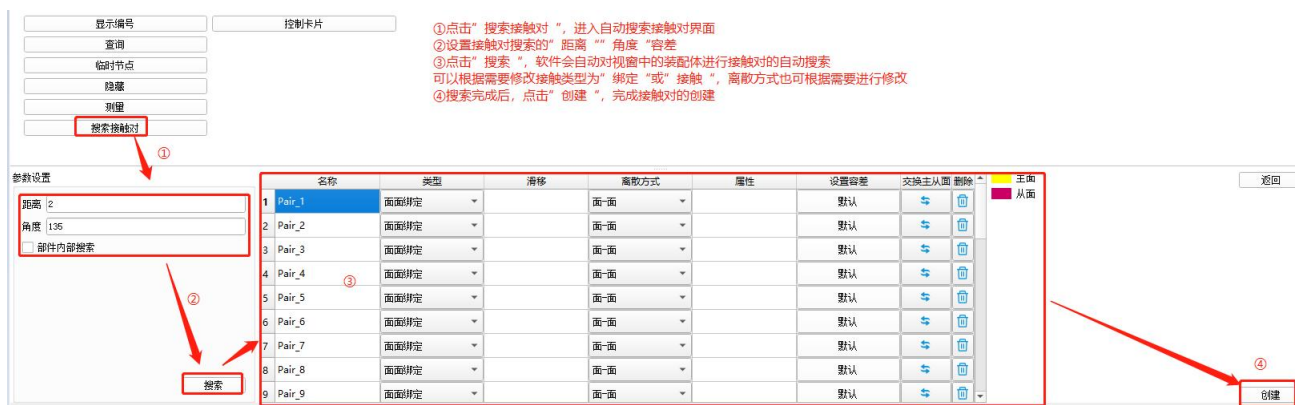 显示编号 控制卡片
查询
临时节点
隐藏
测量
搜索接触对
①点击”搜索接触对“，进入自动搜索接触对界面
②设置接触对搜索的”距离“”角度“容差
③点击”搜索“，软件会自动对视窗中的装配体进行接触对的自动搜索
可以根据需要修改接触类型为”绑定“或”接触“，离散方式也可根据需要进行修改
④搜索完成后，点击”创建“，完成接触对的创建
①
参数设置
距离 2
角度 135
部件内部搜索
②
搜索
名称 类型 滑移 离散方式 属性 设置容差 交换主从面 删除
1 Pair_1 面面绑定 面-面 默认
2 Pair_2 面面绑定 面-面 默认
3 Pair_3 面面绑定 面-面 默认
4 Pair_4 面面绑定 面-面 默认
③
5 Pair_5 面面绑定 面-面 默认
6 Pair_6 面面绑定 面-面 默认
7 Pair_7 面面绑定 面-面 默认
8 Pair_8 面面绑定 面-面 默认
9 Pair_9 面面绑定 面-面 默认
主面
从面
返回
④
创建